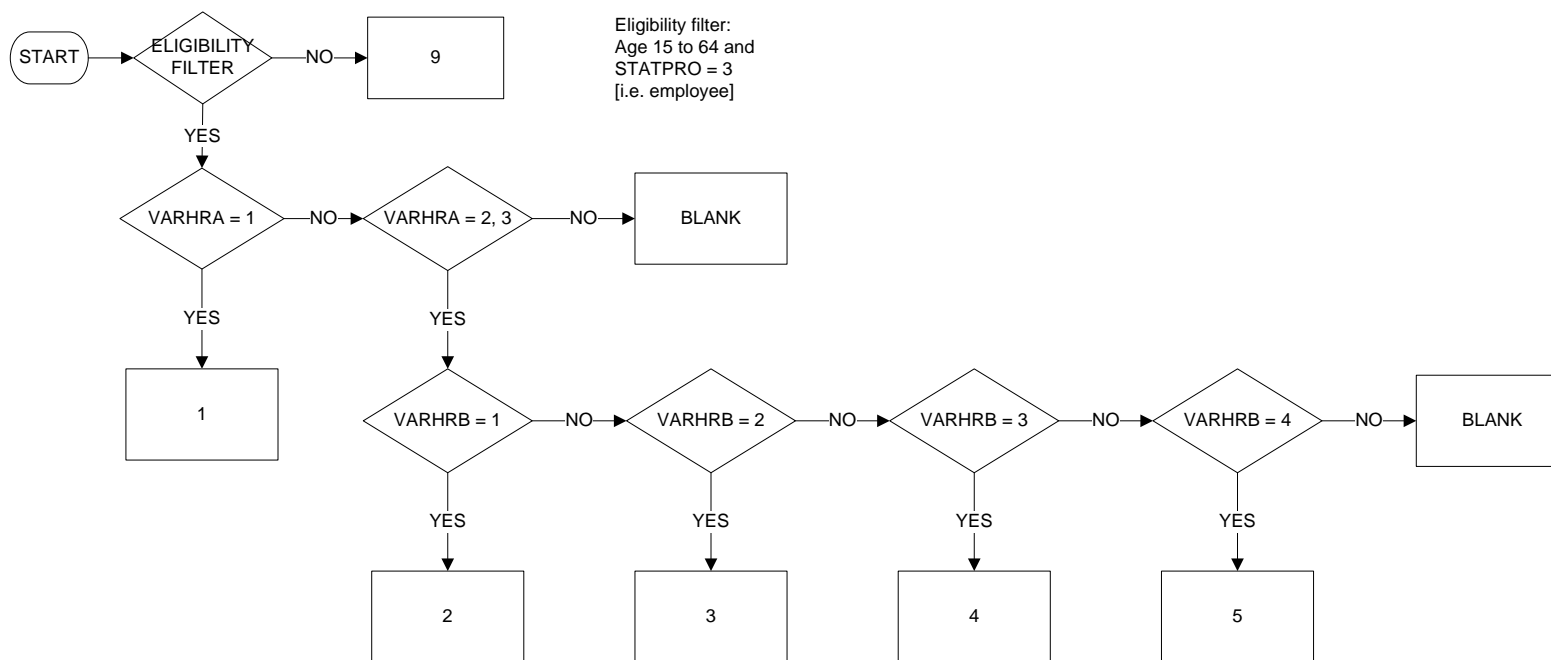 START
ELIGIBILITY
FILTER
NO
9
Eligibility filter:
Age 15 to 64 and
STATPRO = 3
[i.e. employee]
YES
VARHRA = 1
NO
VARHRA = 2, 3
NO
BLANK
YES
YES
1
VARHRB = 1
NO
VARHRB = 2
NO
VARHRB = 3
NO
VARHRB = 4
NO
BLANK
YES
YES
YES
YES
2
3
4
5